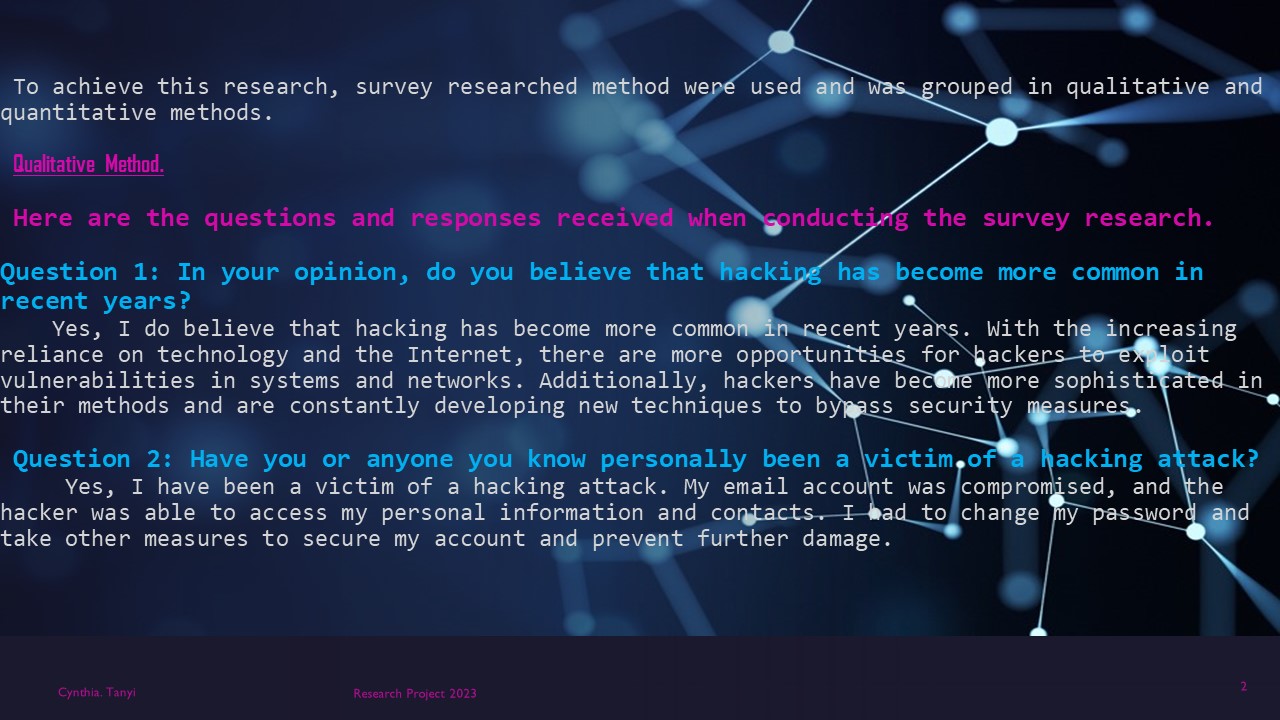 To achieve this research, survey researched method were used and was grouped in qualitative and
quantitative methods.
Qualitative Method.
Here are the questions and responses received when conducting the survey research.
Question 1: In your opinion, do you believe that hacking has become more common in
recent years?
Yes, I do believe that hacking has become more common in recent years. With the increasing
reliance on technology and the Internet, there are more opportunities for hackers to exploit
vulnerabilities in systems and networks. Additionally, hackers have become more sophisticated in
their methods and are constantly developing new techniques to bypass security measures.
Question 2: Have you or anyone you know personally been a victim of a hacking attack?
Yes, I have been a victim of a hacking attack. My email account was compromised, and the
hacker was able to access my personal information and contacts. I had to change my password and
take other measures to secure my account and prevent further damage.
Cynthia. Tanyi
Research Project 2023
2